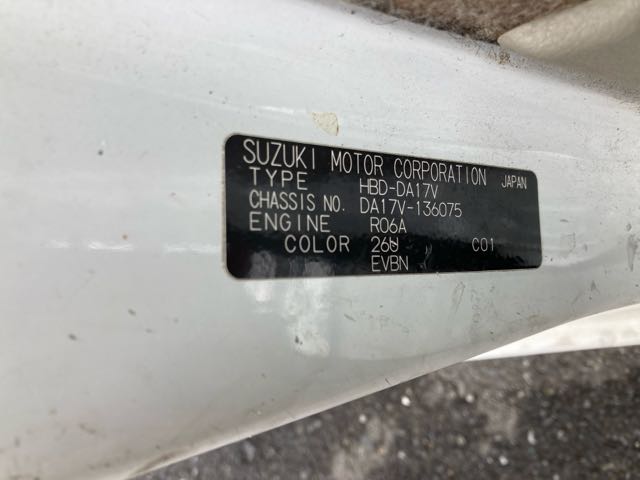 SUZUKI MOTOR CORPORATION JAPAN
TYPE HBD-DA17V
CHASSIS NO. DA17V-136075
ENGINE R06A
COLOR 26U C01
EVBN